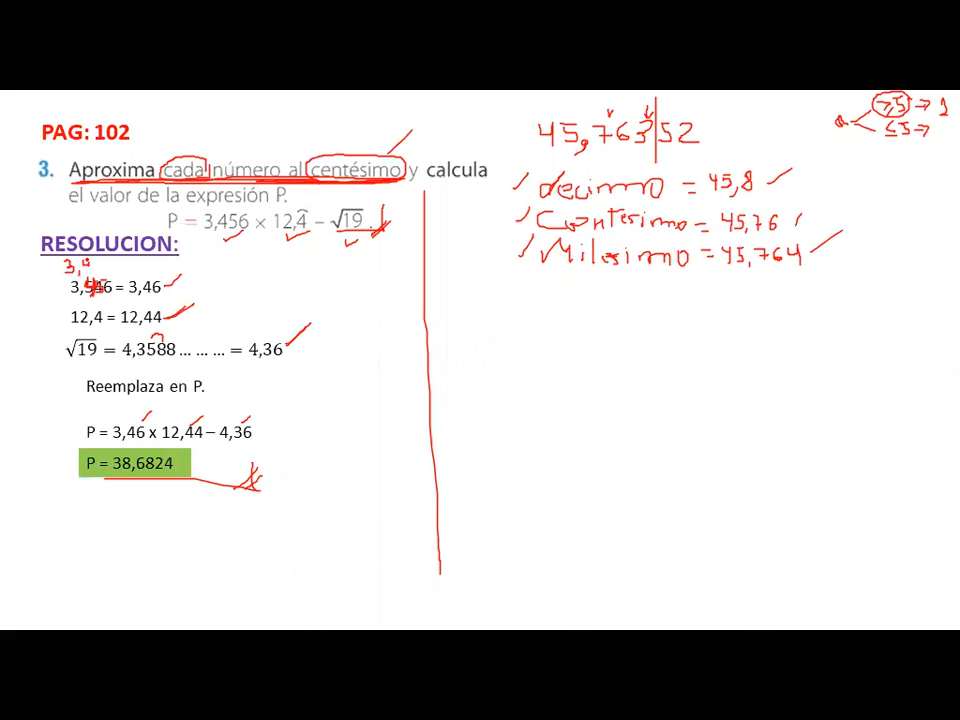 PAG: 102
3. Aproxima cada número al centésimo y calcula
el valor de la expresión P.
P = 3,456 × 12,4̂ – √19 .
RESOLUCION:
3,546 = 3,46
12,4 = 12,44
√19 = 4,3588 … … … = 4,36
Reemplaza en P.
P = 3,46 x 12,44 – 4,36
P = 38,6824
45,763|52
decimo = 45,8
Centesimo = 45,76
Milesimo = 45,764
≥5 → 1
≤5 →